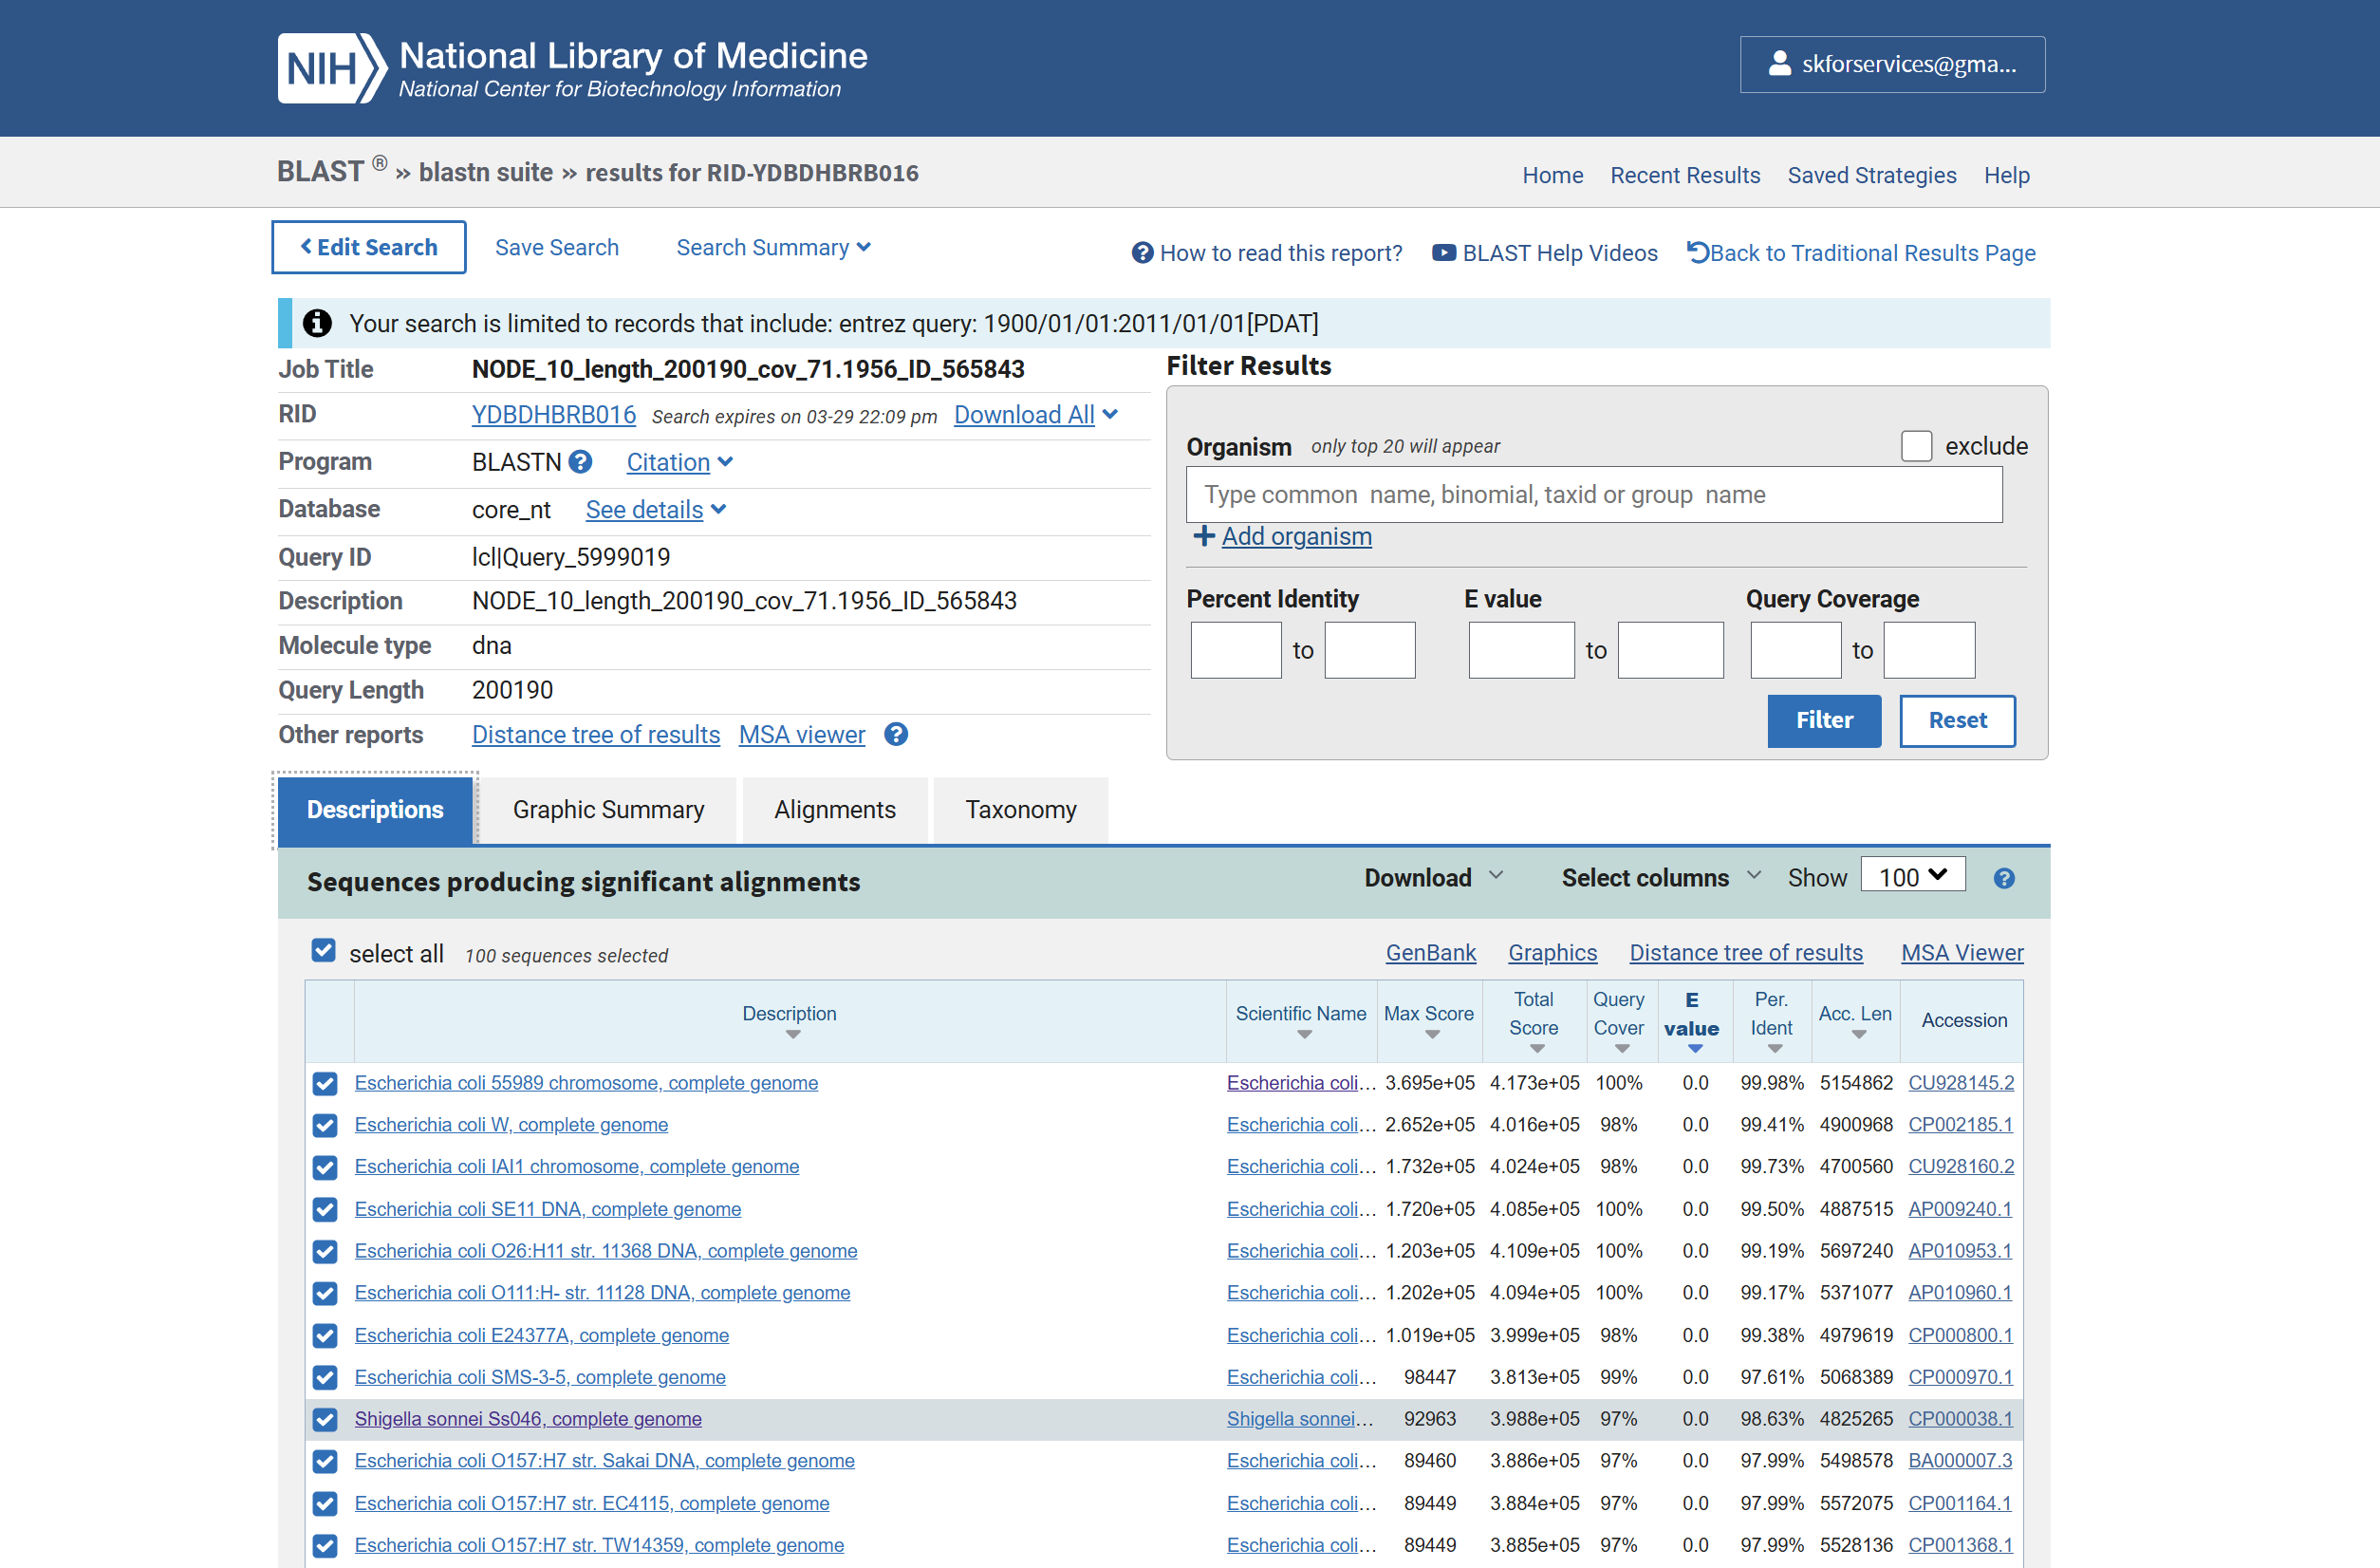 NIH National Library of Medicine
National Center for Biotechnology Information
skforservices@gma...
BLAST ® » blastn suite » results for RID-YDBDHBRB016
Home Recent Results Saved Strategies Help
Edit Search Save Search Search Summary
How to read this report? BLAST Help Videos Back to Traditional Results Page
Your search is limited to records that include: entrez query: 1900/01/01:2011/01/01[PDAT]
Job Title NODE_10_length_200190_cov_71.1956_ID_565843
RID YDBDHBRB016 Search expires on 03-29 22:09 pm Download All
Program BLASTN Citation
Database core_nt See details
Query ID lcl|Query_5999019
Description NODE_10_length_200190_cov_71.1956_ID_565843
Molecule type dna
Query Length 200190
Other reports Distance tree of results MSA viewer
Filter Results
Organism only top 20 will appear exclude
Type common name, binomial, taxid or group name
Add organism
Percent Identity E value Query Coverage
to to to
Filter Reset
Descriptions Graphic Summary Alignments Taxonomy
Sequences producing significant alignments Download Select columns Show 100
select all 100 sequences selected GenBank Graphics Distance tree of results MSA Viewer
Description Scientific Name Max Score Total Score Query Cover E value Per. Ident Acc. Len Accession
Escherichia coli 55989 chromosome, complete genome Escherichia coli... 3.695e+05 4.173e+05 100% 0.0 99.98% 5154862 CU928145.2
Escherichia coli W, complete genome Escherichia coli... 2.652e+05 4.016e+05 98% 0.0 99.41% 4900968 CP002185.1
Escherichia coli IAI1 chromosome, complete genome Escherichia coli... 1.732e+05 4.024e+05 98% 0.0 99.73% 4700560 CU928160.2
Escherichia coli SE11 DNA, complete genome Escherichia coli... 1.720e+05 4.085e+05 100% 0.0 99.50% 4887515 AP009240.1
Escherichia coli O26:H11 str. 11368 DNA, complete genome Escherichia coli... 1.203e+05 4.109e+05 100% 0.0 99.19% 5697240 AP010953.1
Escherichia coli O111:H- str. 11128 DNA, complete genome Escherichia coli... 1.202e+05 4.094e+05 100% 0.0 99.17% 5371077 AP010960.1
Escherichia coli E24377A, complete genome Escherichia coli... 1.019e+05 3.999e+05 98% 0.0 99.38% 4979619 CP000800.1
Escherichia coli SMS-3-5, complete genome Escherichia coli... 98447 3.813e+05 99% 0.0 97.61% 5068389 CP000970.1
Shigella sonnei Ss046, complete genome Shigella sonnei... 92963 3.988e+05 97% 0.0 98.63% 4825265 CP000038.1
Escherichia coli O157:H7 str. Sakai DNA, complete genome Escherichia coli... 89460 3.886e+05 97% 0.0 97.99% 5498578 BA000007.3
Escherichia coli O157:H7 str. EC4115, complete genome Escherichia coli... 89449 3.884e+05 97% 0.0 97.99% 5572075 CP001164.1
Escherichia coli O157:H7 str. TW14359, complete genome Escherichia coli... 89449 3.885e+05 97% 0.0 97.99% 5528136 CP001368.1